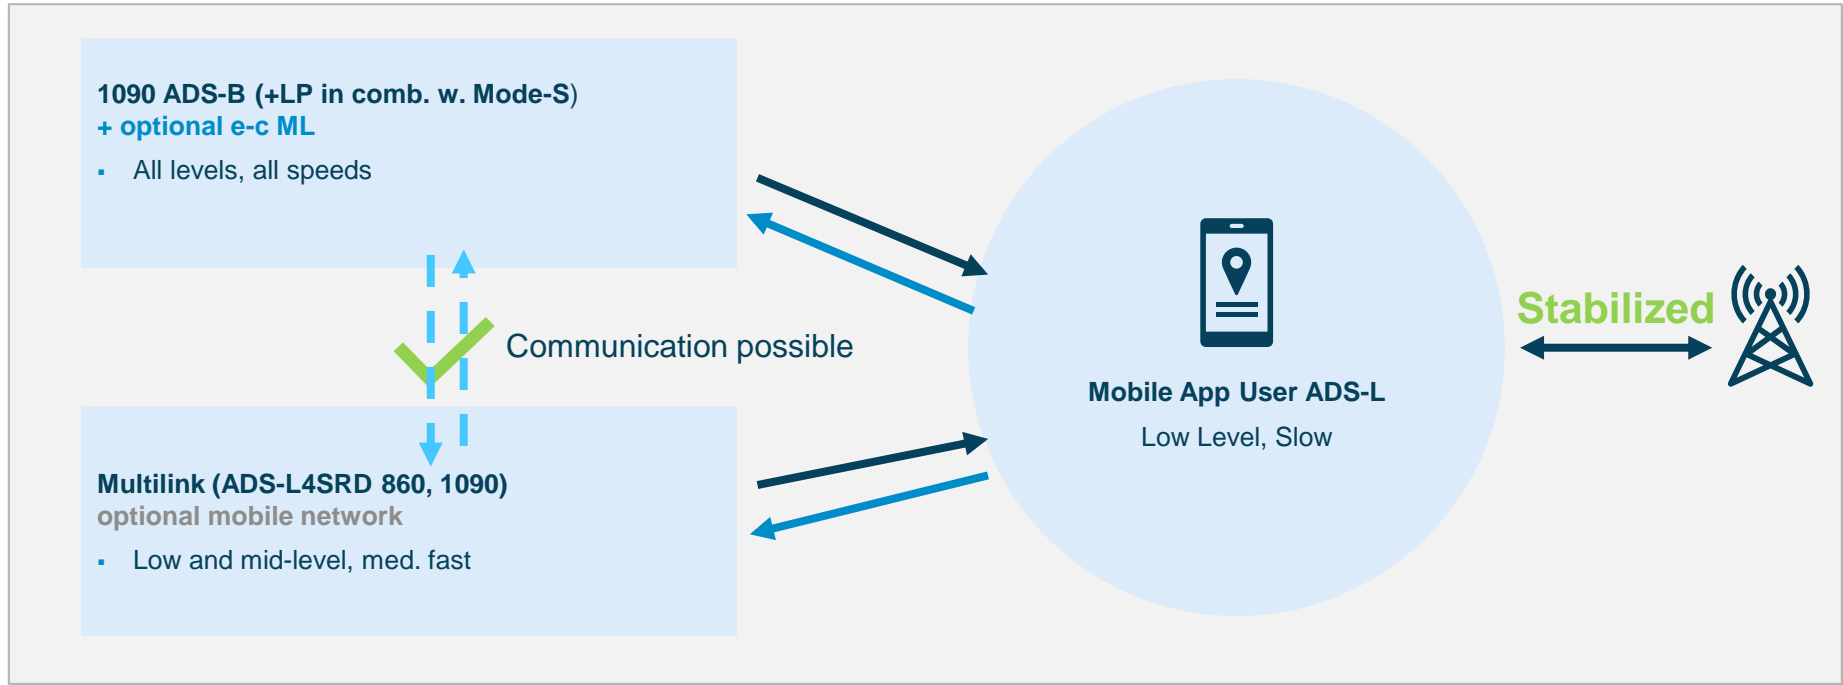 1090 ADS-B (+LP in comb. w. Mode-S)
+ optional e-c ML
▪ All levels, all speeds
Communication possible
Multilink (ADS-L4SRD 860, 1090)
optional mobile network
▪ Low and mid-level, med. fast
Mobile App User ADS-L
Low Level, Slow
Stabilized